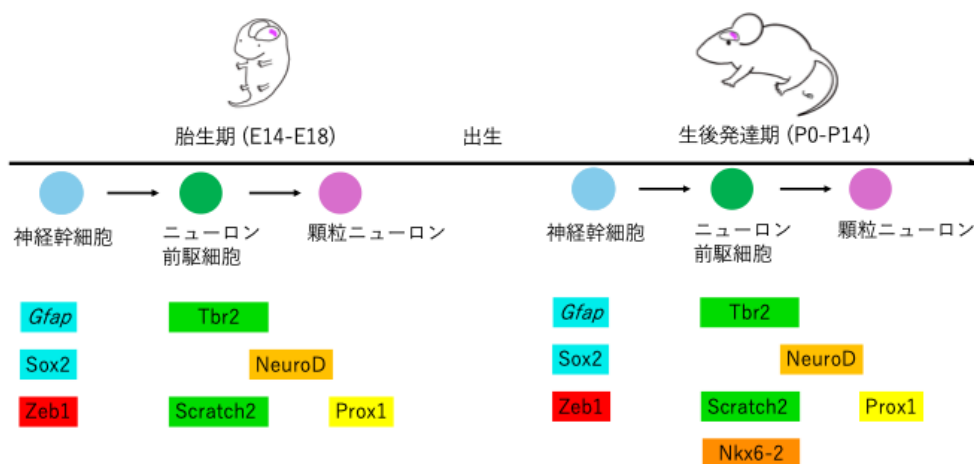 胎生期 (E14-E18)
出生
生後発達期 (P0-P14)
神経幹細胞
ニューロン
前駆細胞
顆粒ニューロン
神経幹細胞
ニューロン
前駆細胞
顆粒ニューロン
Gfap
Tbr2
Sox2
NeuroD
Zeb1
Scratch2
Prox1
Gfap
Tbr2
Sox2
NeuroD
Zeb1
Scratch2
Prox1
Nkx6-2